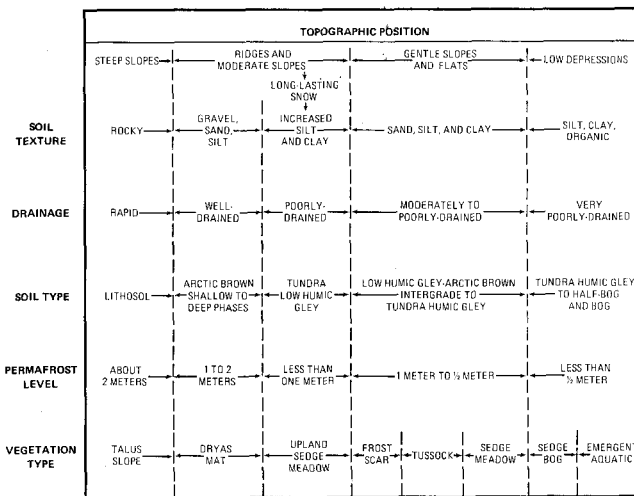 TOPOGRAPHIC POSITION
STEEP SLOPES
RIDGES AND
MODERATE SLOPES
GENTLE SLOPES
AND FLATS
LOW DEPRESSIONS
LONG-LASTING
SNOW
SOIL
TEXTURE
ROCKY
GRAVEL,
SAND,
SILT
INCREASED
SILT
AND CLAY
SAND, SILT, AND CLAY
SILT, CLAY,
ORGANIC
DRAINAGE
RAPID
WELL-
DRAINED
POORLY-
DRAINED
MODERATELY TO
POORLY-DRAINED
VERY
POORLY-DRAINED
SOIL TYPE
LITHOSOL
ARCTIC BROWN
SHALLOW TO
DEEP PHASES
TUNDRA
LOW HUMIC
GLEY
LOW HUMIC GLEY-ARCTIC BROWN
INTERGRADE TO
TUNDRA HUMIC GLEY
TUNDRA HUMIC GLEY
TO HALF-BOG
AND BOG
PERMAFROST
LEVEL
ABOUT
2 METERS
1 TO 2
METERS
LESS THAN
ONE METER
1 METER TO ½ METER
LESS THAN
½ METER
VEGETATION
TYPE
TALUS
SLOPE
DRYAS
MAT
UPLAND
SEDGE
MEADOW
FROST
SCAR
TUSSOCK
SEDGE
MEADOW
SEDGE
BOG
EMERGENT
AQUATIC